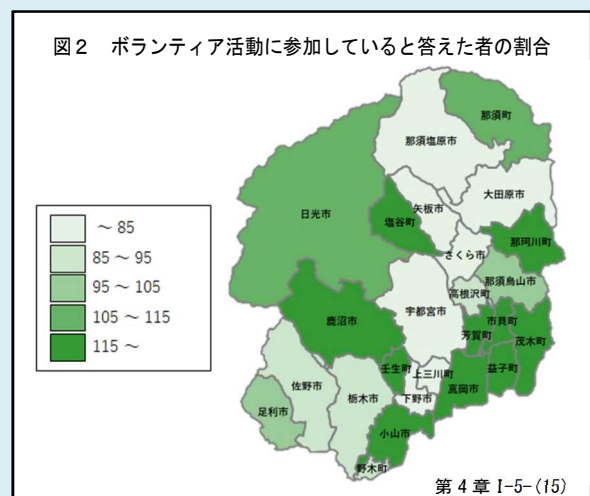 図2 ボランティア活動に参加していると答えた者の割合
那須町
那須塩原市
日光市
矢板市
大田原市
塩谷町
那珂川町
さくら市
那須烏山市
高根沢町
宇都宮市
鹿沼市
市貝町
芳賀町
茂木町
壬生町
上三川町
益子町
真岡市
佐野市
栃木市
下野市
足利市
小山市
野木町
~ 85
85 ~ 95
95 ~ 105
105 ~ 115
115 ~
第4章 I-5-(15)